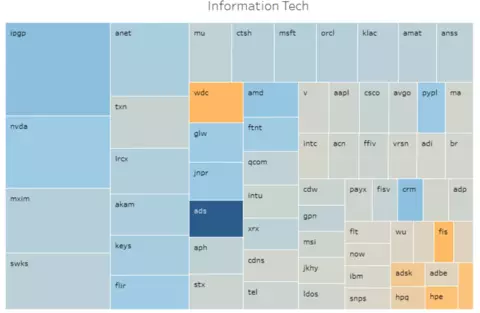 Information Tech
ipgp
nvda
mxim
swks
anet
txn
lrcx
akam
keys
flir
mu
ctsh
msft
orcl
klac
amat
anss
wdc
glw
jnpr
ads
aph
stx
amd
ftnt
qcom
intu
xrx
cdns
tel
v
aapl
csco
avgo
pypl
ma
intc
acn
ffiv
vrsn
adi
br
cdw
gpn
msi
jkhy
ldos
payx
fisv
crm
adp
flt
now
ibm
snps
wu
fis
adsk
adbe
hpq
hpe